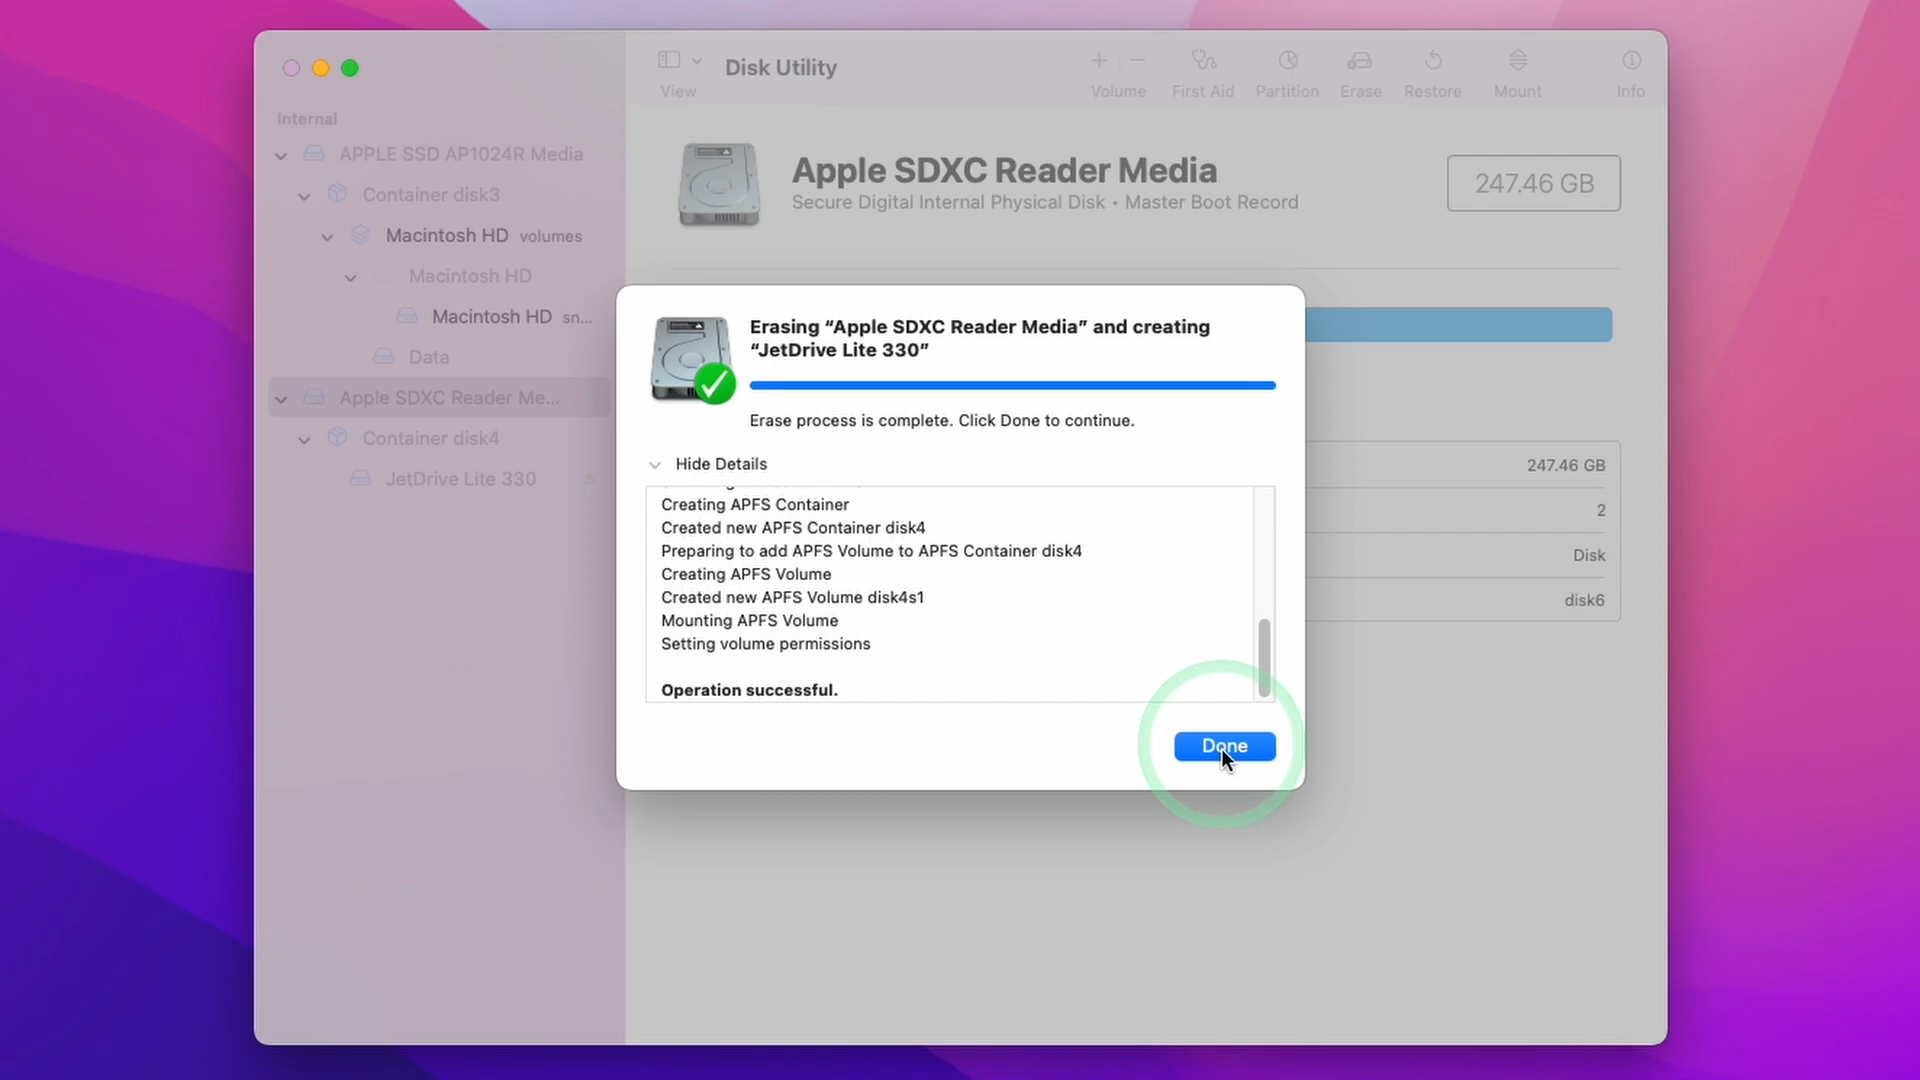 Disk Utility
View
Volume
First Aid
Partition
Erase
Restore
Mount
Info
Internal
APPLE SSD AP1024R Media
Container disk3
Macintosh HD volumes
Macintosh HD
Macintosh HD sn...
Data
Apple SDXC Reader Me...
Container disk4
JetDrive Lite 330
Apple SDXC Reader Media
Secure Digital Internal Physical Disk • Master Boot Record
247.46 GB
247.46 GB
2
Disk
disk6
Erasing “Apple SDXC Reader Media” and creating
“JetDrive Lite 330”
Erase process is complete. Click Done to continue.
Hide Details
Creating APFS Container
Created new APFS Container disk4
Preparing to add APFS Volume to APFS Container disk4
Creating APFS Volume
Created new APFS Volume disk4s1
Mounting APFS Volume
Setting volume permissions
Operation successful.
Done